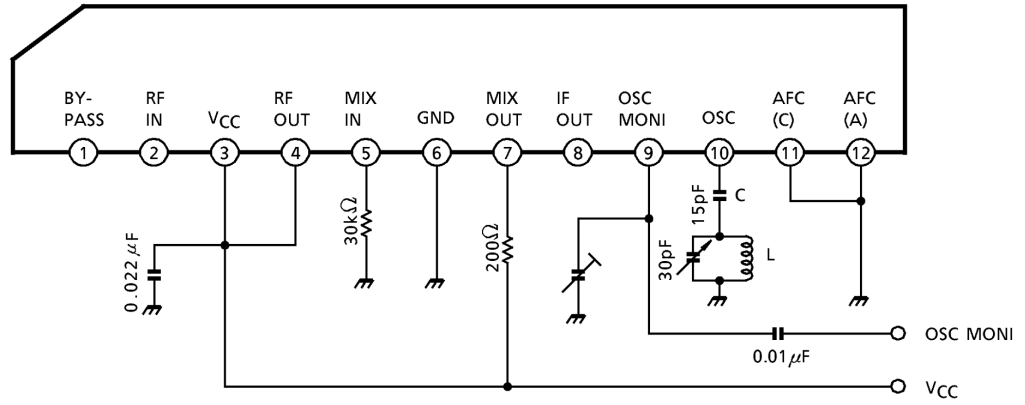 BY-
PASS
RF
IN
VCC
RF
OUT
MIX
IN
GND
MIX
OUT
IF
OUT
OSC
MONI
OSC
AFC
(C)
AFC
(A)
1 2 3 4 5 6 7 8 9 10 11 12
0.022 μF
30kΩ
200Ω
15pF
C
30pF
L
OSC MONI
0.01μF
VCC